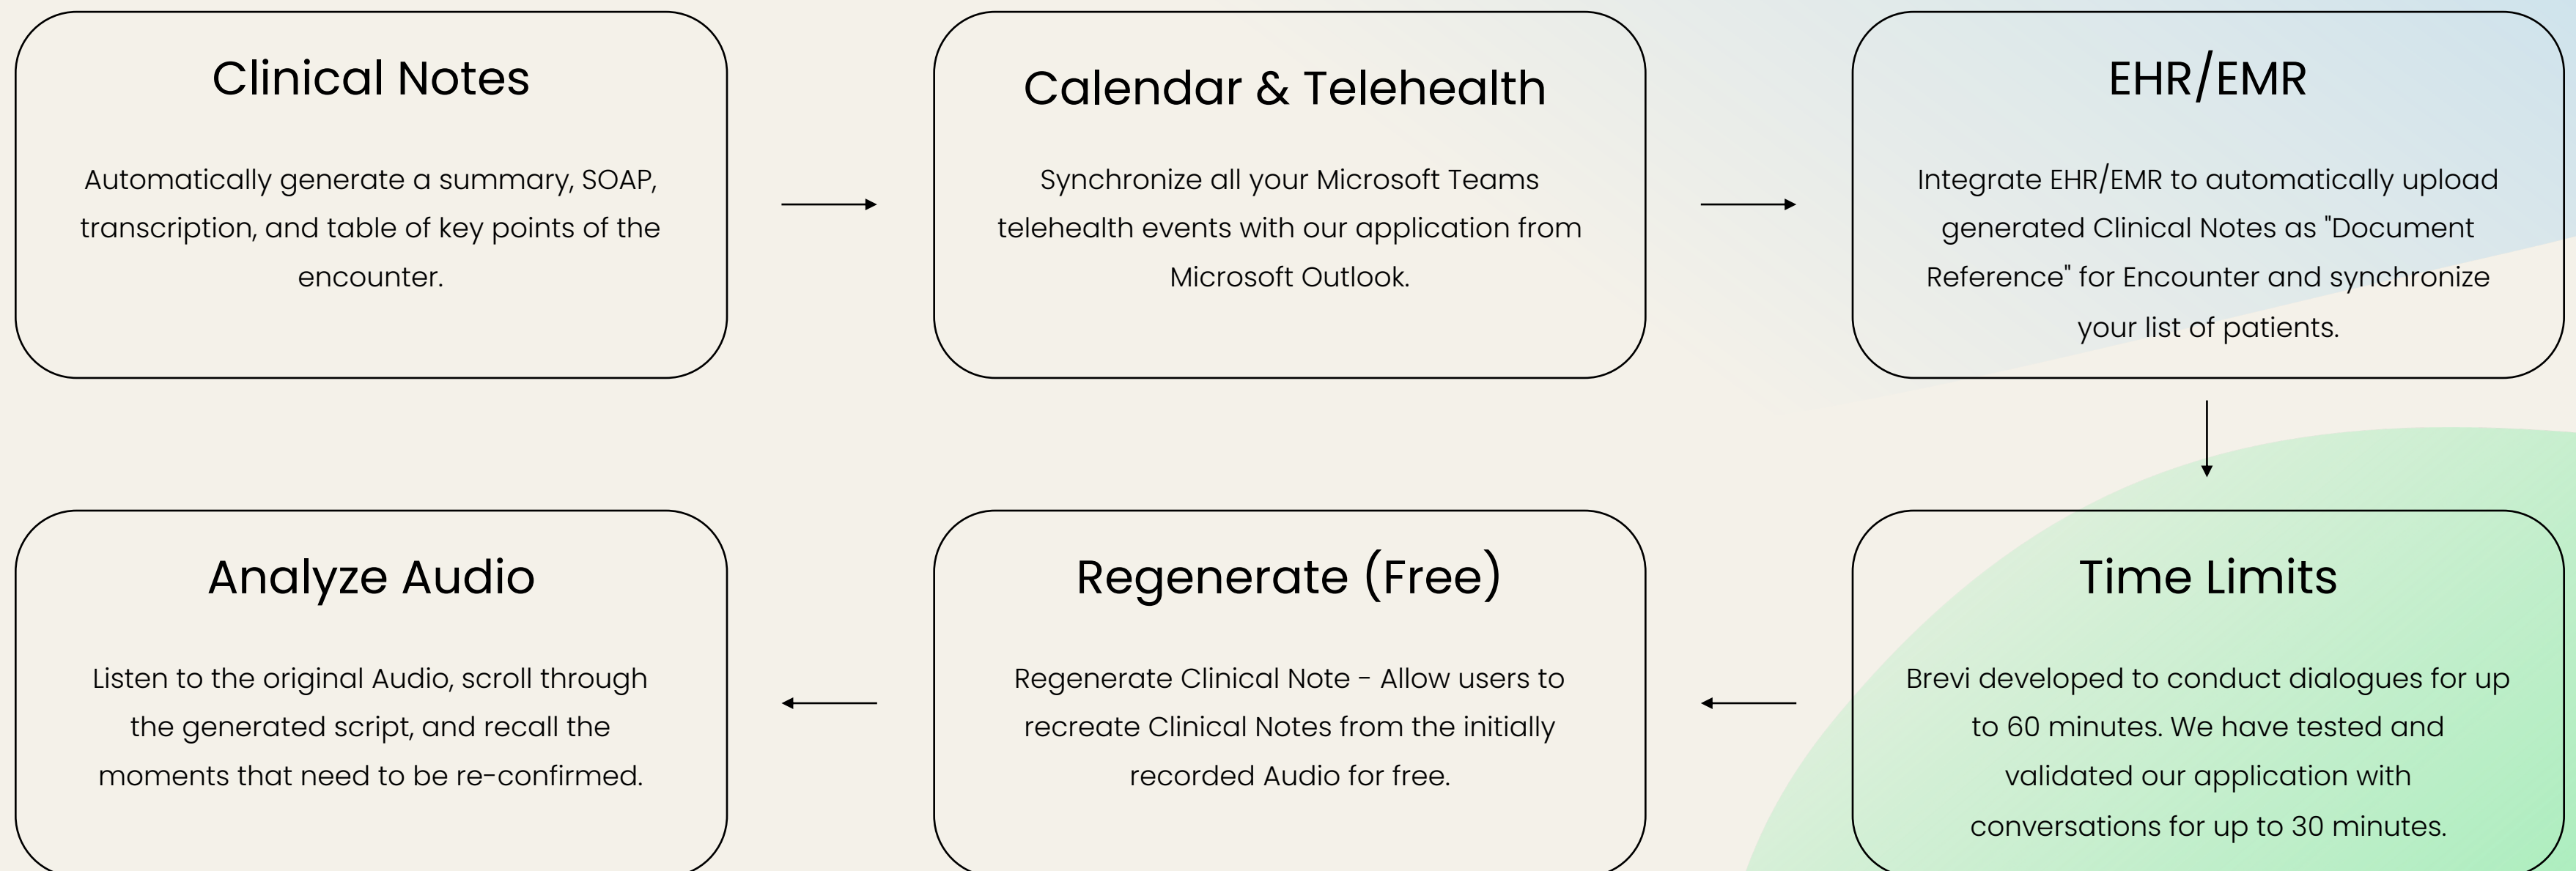 Clinical Notes
Automatically generate a summary, SOAP,
transcription, and table of key points of the
encounter.
Calendar & Telehealth
Synchronize all your Microsoft Teams
telehealth events with our application from
Microsoft Outlook.
EHR/EMR
Integrate EHR/EMR to automatically upload
generated Clinical Notes as "Document
Reference" for Encounter and synchronize
your list of patients.
Time Limits
Brevi developed to conduct dialogues for up
to 60 minutes. We have tested and
validated our application with
conversations for up to 30 minutes.
Regenerate (Free)
Regenerate Clinical Note - Allow users to
recreate Clinical Notes from the initially
recorded Audio for free.
Analyze Audio
Listen to the original Audio, scroll through
the generated script, and recall the
moments that need to be re-confirmed.